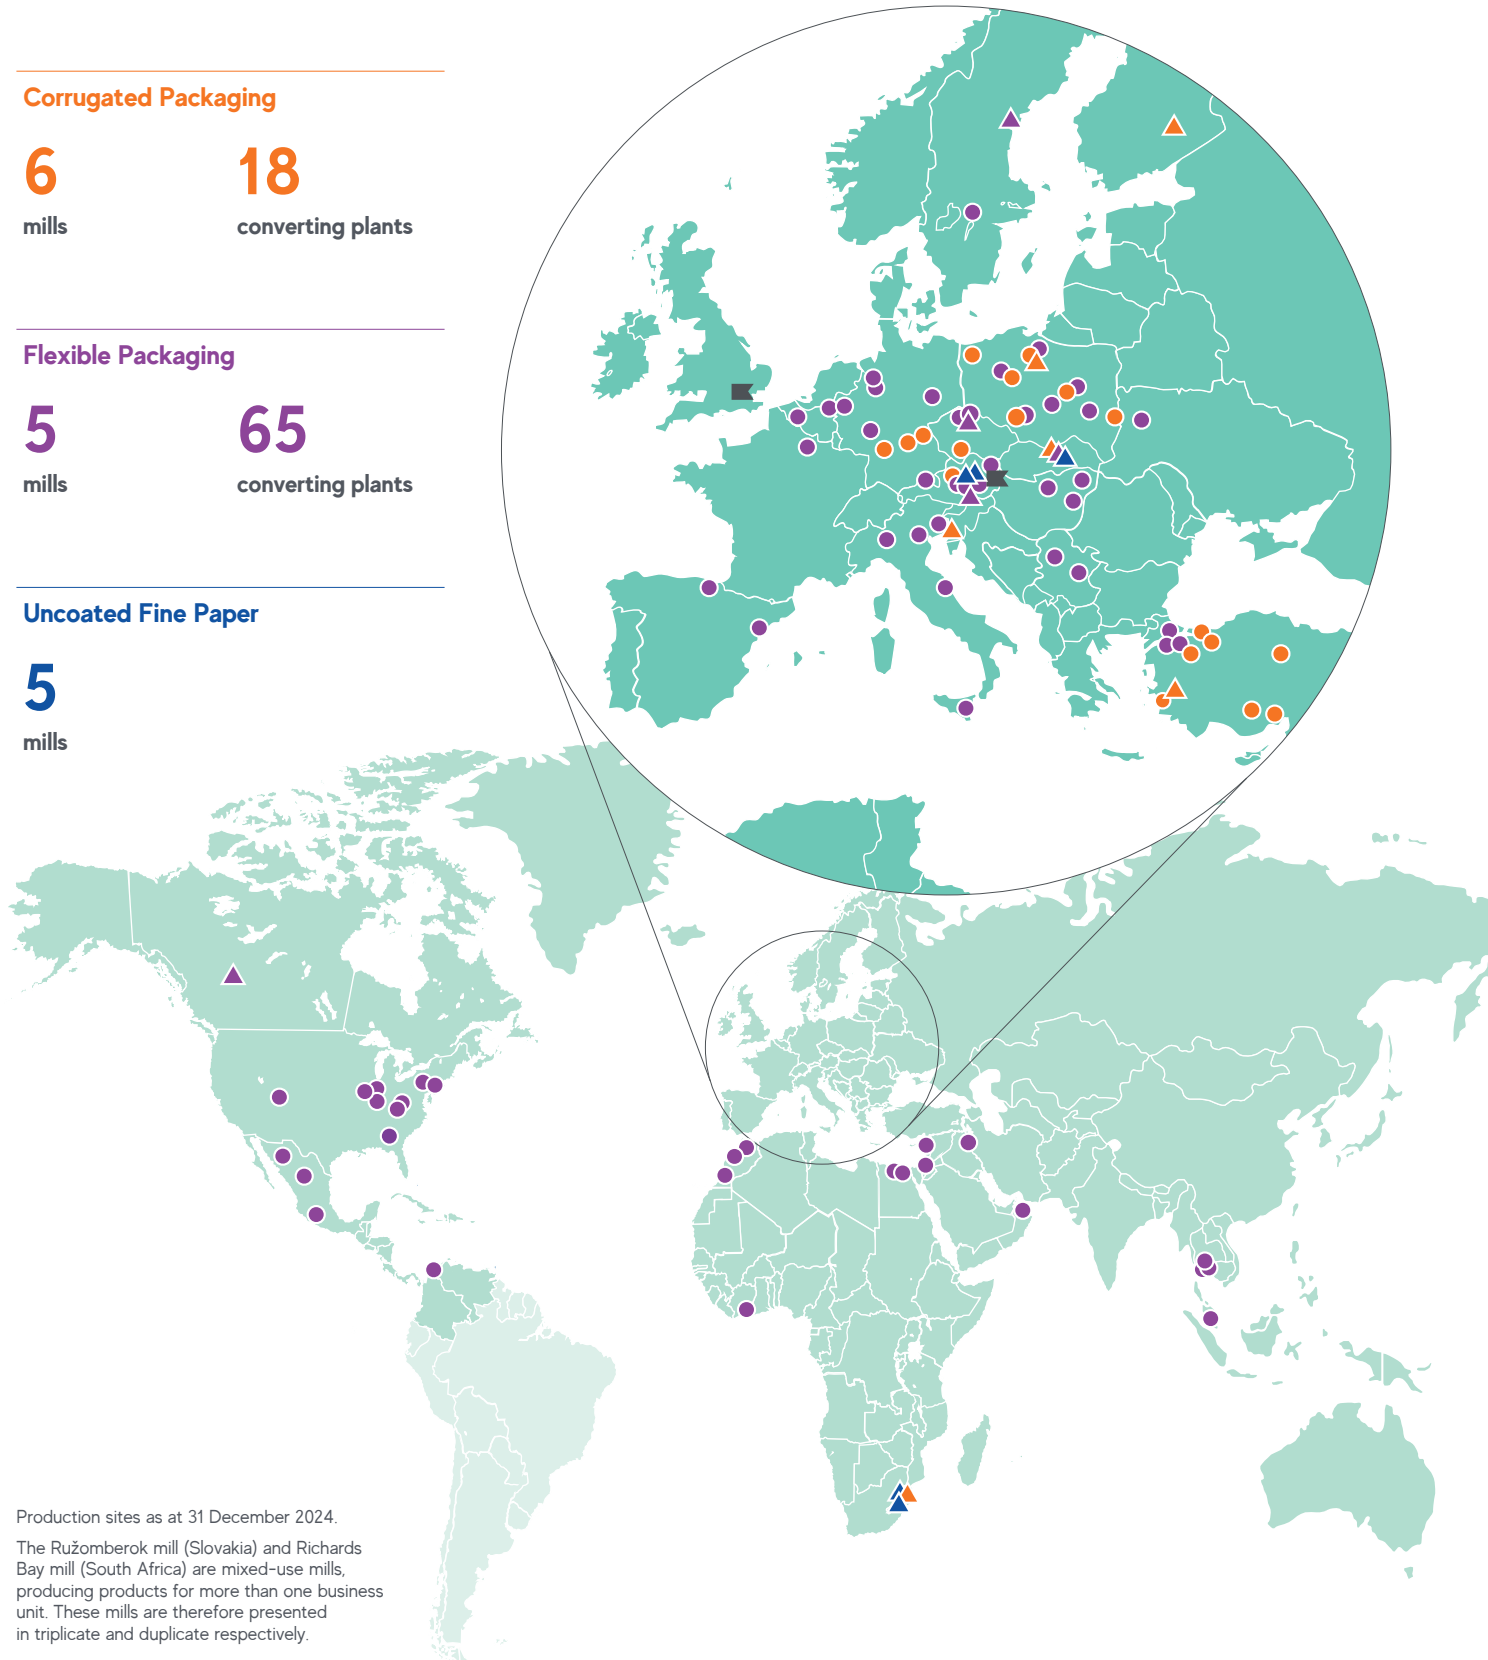 Corrugated Packaging
6
mills
18
converting plants
Flexible Packaging
5
mills
65
converting plants
Uncoated Fine Paper
5
mills
Production sites as at 31 December 2024.
The Ružomberok mill (Slovakia) and Richards
Bay mill (South Africa) are mixed-use mills,
producing products for more than one business
unit. These mills are therefore presented
in triplicate and duplicate respectively.